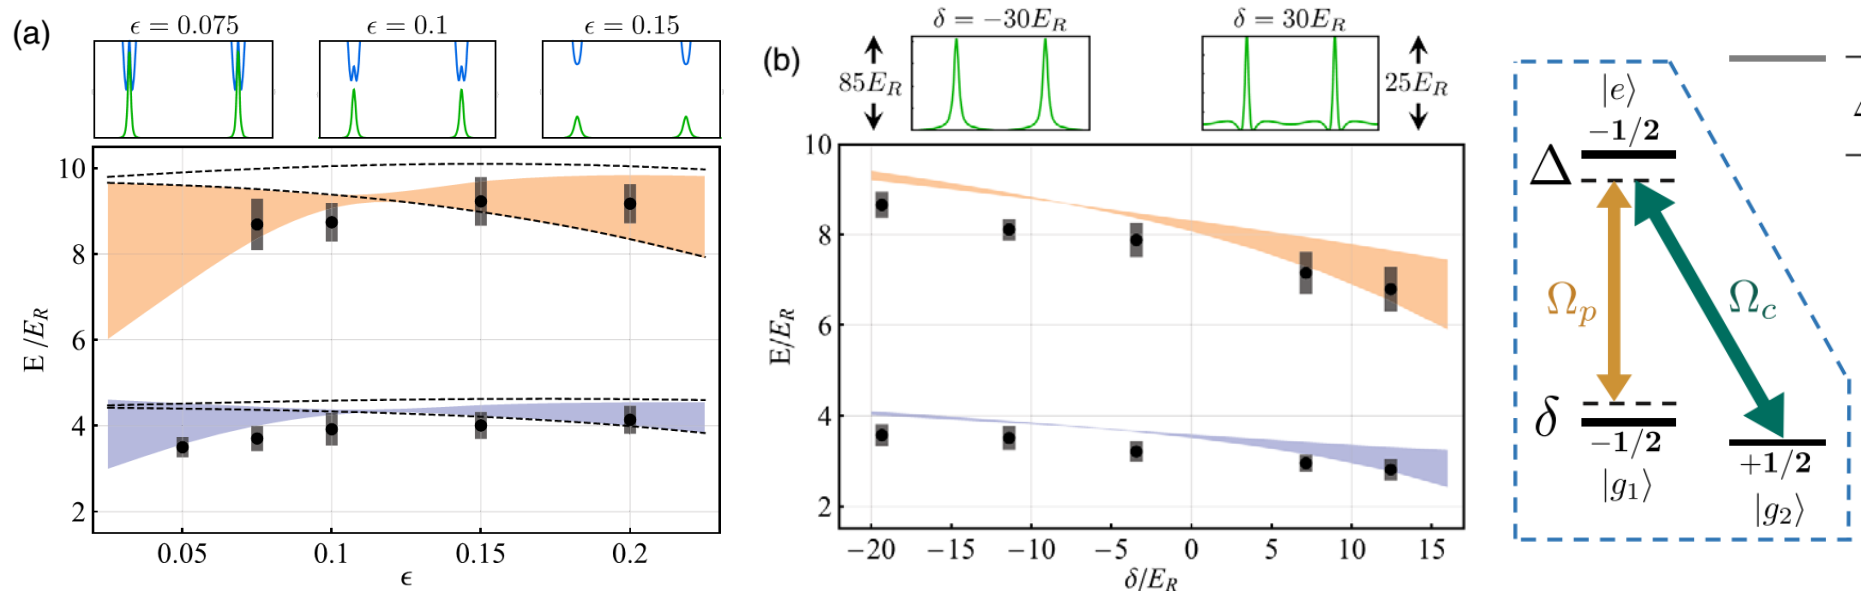 (a)
ϵ = 0.075
ϵ = 0.1
ϵ = 0.15
10
8
6
4
2
E /E_R
0.05
0.1
0.15
0.2
ϵ
(b)
δ = −30E_R
δ = 30E_R
85E_R
25E_R
10
8
6
4
2
E/E_R
−20
−15
−10
−5
0
5
10
15
δ/E_R
|e⟩
−1/2
Δ
Ω_p
Ω_c
δ
−1/2
|g_1⟩
+1/2
|g_2⟩